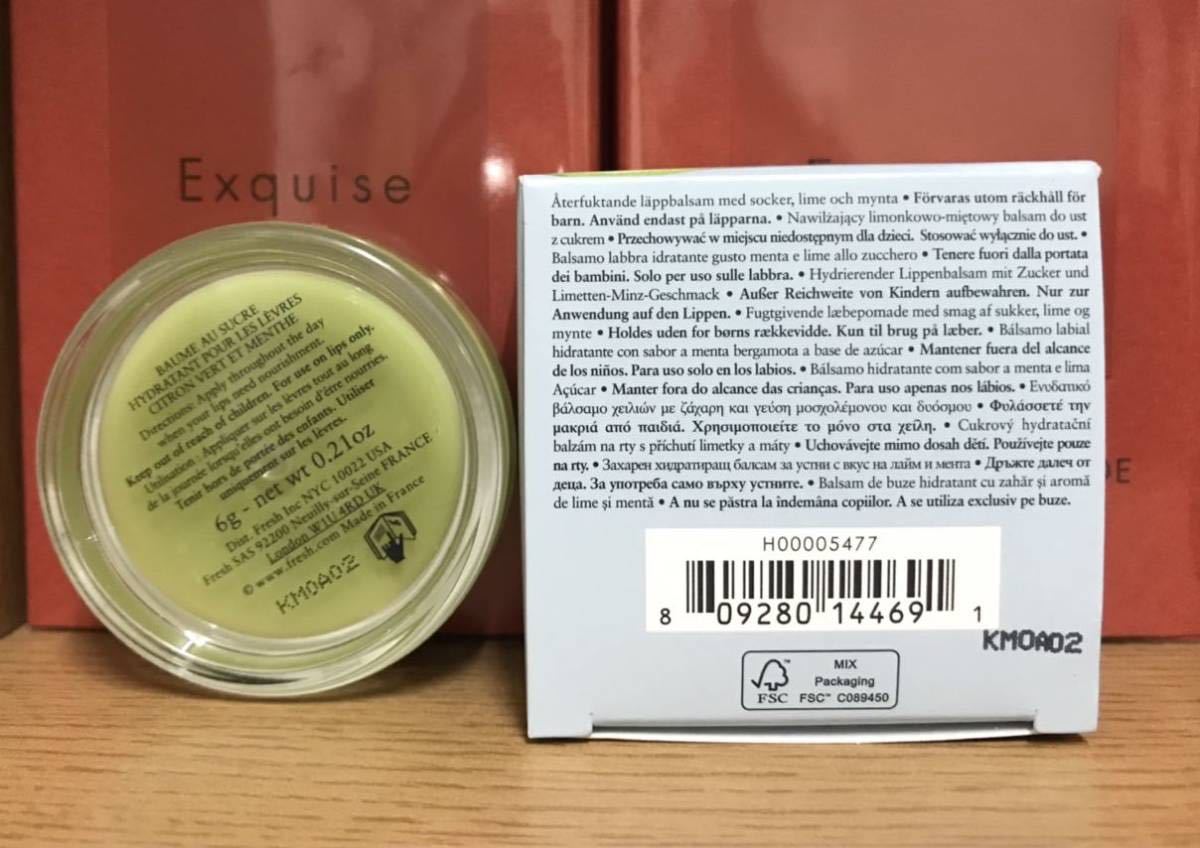 Exquise
BAUME AU SUCRE
HYDRATANT POUR LES LÈVRES
CITRON VERT ET MENTHE
Directions: Apply throughout the day
when your lips need nourishment.
Keep out of reach of children. For use on lips only.
Utilisation : Appliquer sur les lèvres tout au long
de la journée lorsqu'elles ont besoin d'être nourries.
Tenir hors de portée des enfants. Utiliser
uniquement sur les lèvres.
6g - net wt 0.21oz
Dist. Fresh Inc NYC 10022 USA
Fresh SAS 92200 Neuilly-sur-Seine FRANCE
London W1U 4RD UK
© www.fresh.com Made in France
KM0A02
Återfuktande läppbalsam med socker, lime och mynta • Förvaras utom räckhåll för
barn. Använd endast på läpparna. • Nawilżający limonkowo-miętowy balsam do ust
z cukrem • Przechowywać w miejscu niedostępnym dla dzieci. Stosować wyłącznie do ust. •
Balsamo labbra idratante gusto menta e lime allo zucchero • Tenere fuori dalla portata
dei bambini. Solo per uso sulle labbra. • Hydrierender Lippenbalsam mit Zucker und
Limetten-Minz-Geschmack • Außer Reichweite von Kindern aufbewahren. Nur zur
Anwendung auf den Lippen. • Fugtgivende læbepomade med smag af sukker, lime og
mynte • Holdes uden for børns rækkevidde. Kun til brug på læber. • Bálsamo labial
hidratante con sabor a menta bergamota a base de azúcar • Mantener fuera del alcance
de los niños. Para uso solo en los labios. • Bálsamo hidratante com sabor a menta e lima
Açúcar • Manter fora do alcance das crianças. Para uso apenas nos lábios. • Ενυδατικό
βάλσαμο χειλιών με ζάχαρη και γεύση μοσχολέμονου και δυόσμου • Φυλάσσετέ την
μακριά από παιδιά. Χρησιμοποιείτε το μόνο στα χείλη. • Cukrový hydratační
balzám na rty s příchutí limetky a máty • Uchovávejte mimo dosah dětí. Používejte pouze
na rty. • Захарен хидратиращ балсам за устни с вкус на лайм и мента • Дръжте далеч от
деца. За употреба само върху устните. • Balsam de buze hidratant cu zahăr și aromă
de lime și mentă • A nu se păstra la îndemâna copiilor. A se utiliza exclusiv pe buze.
H00005477
8 09280 14469 1
KM0A02
FSC
MIX
Packaging
FSC™ C089450
DE